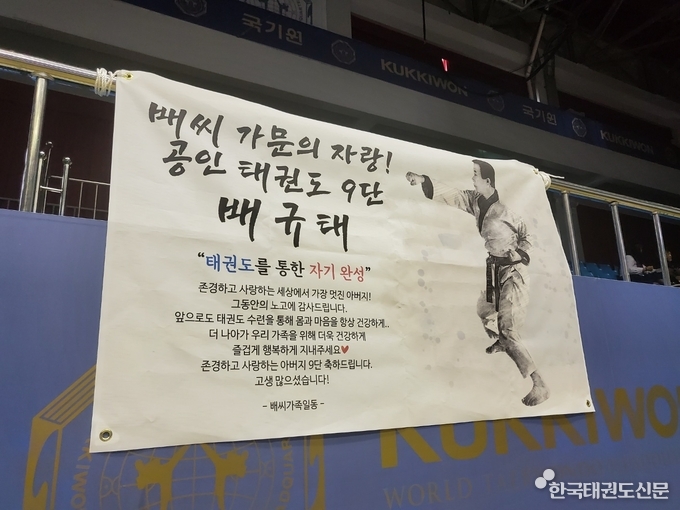 국기원
KUKKIWON
국기원
KUKKIWON
배씨 가문의 자랑!
공인 태권도 9단
배규태
“태권도를 통한 자기 완성”
존경하고 사랑하는 세상에서 가장 멋진 아버지!
그동안의 노고에 감사드립니다.
앞으로도 태권도 수련을 통해 몸과 마음을 항상 건강하게..
더 나아가 우리 가족을 위해 더욱 건강하게
즐겁게 행복하게 지내주세요♥
존경하고 사랑하는 아버지 9단 축하드립니다.
고생 많으셨습니다!
- 배씨가족일동 -
KUKKIWON
WORLD TA
한국태권도신문